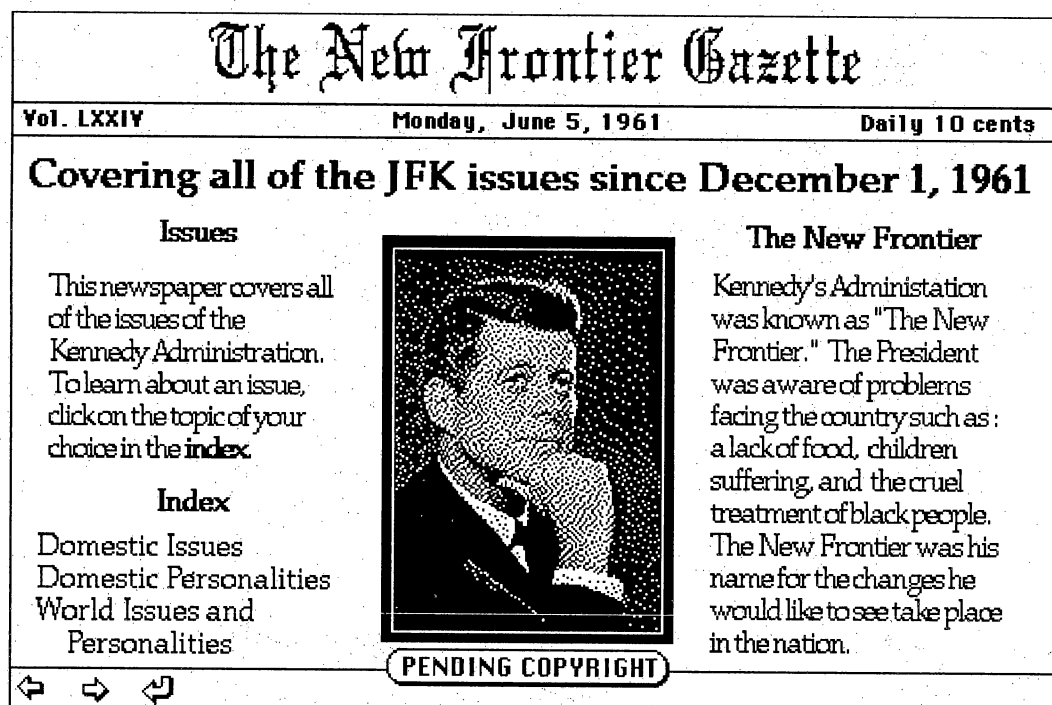 The New Frontier Gazette
Vol. LXXIV Monday, June 5, 1961 Daily 10 cents
Covering all of the JFK issues since December 1, 1961
Issues
This newspaper covers all
of the issues of the
Kennedy Administration.
To learn about an issue,
click on the topic of your
choice in the index.
Index
Domestic Issues
Domestic Personalities
World Issues and
Personalities
PENDING COPYRIGHT
The New Frontier
Kennedy's Administation
was known as "The New
Frontier." The President
was aware of problems
facing the country such as :
a lack of food, children
suffering, and the cruel
treatment of black people.
The New Frontier was his
name for the changes he
would like to see take place
in the nation.